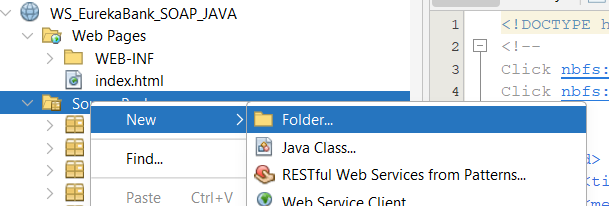 WS_EurekaBank_SOAP_JAVA
Web Pages
WEB-INF
index.html
New
Find...
Paste Ctrl+V
Folder...
Java Class...
RESTful Web Services from Patterns...
Web Service Client
1 <!DOCTYPE h
2 <!--
3 Click nbfs:
4 Click nbfs: